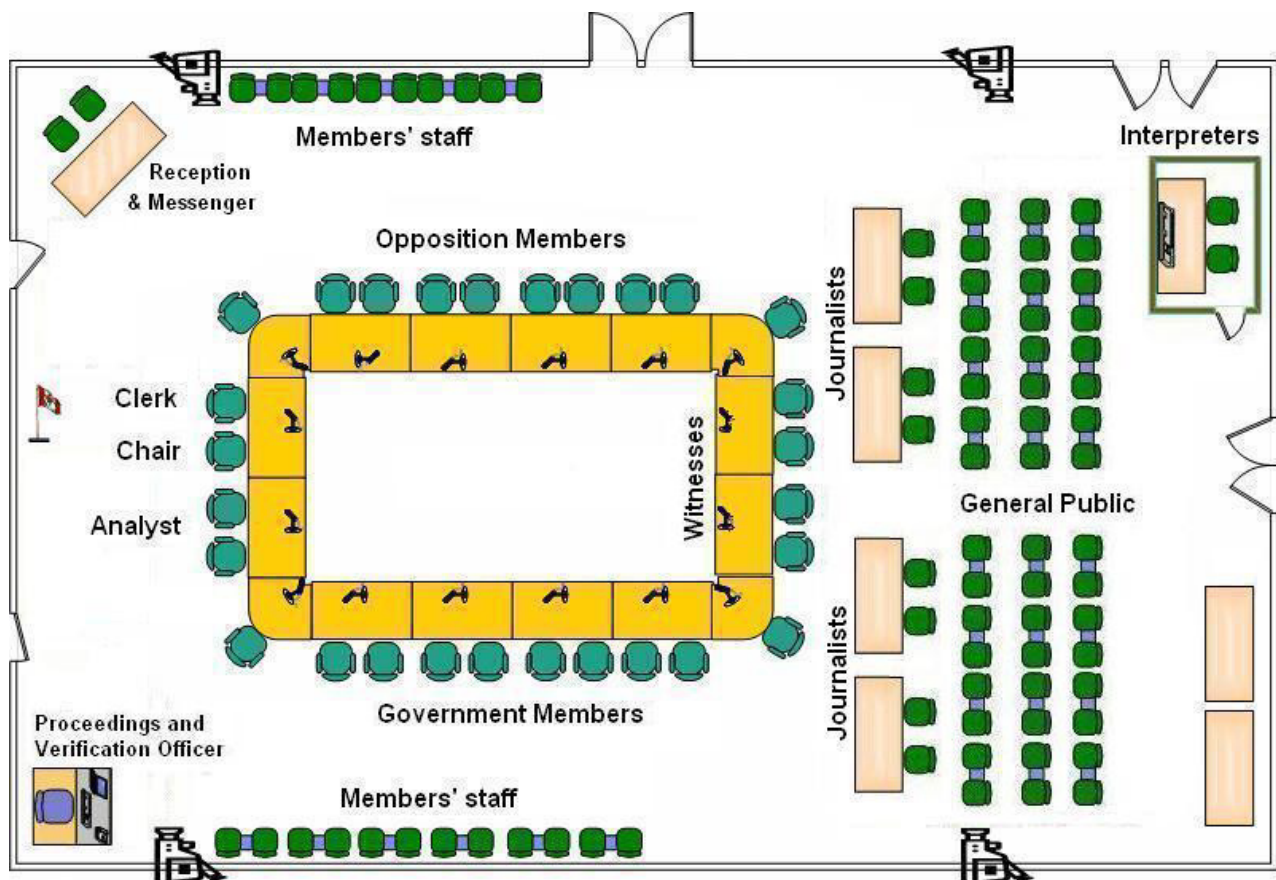 Members' staff
Interpreters
Reception
& Messenger
Opposition Members
Journalists
Clerk
Chair
Witnesses
Analyst
General Public
Journalists
Government Members
Proceedings and
Verification Officer
Members' staff